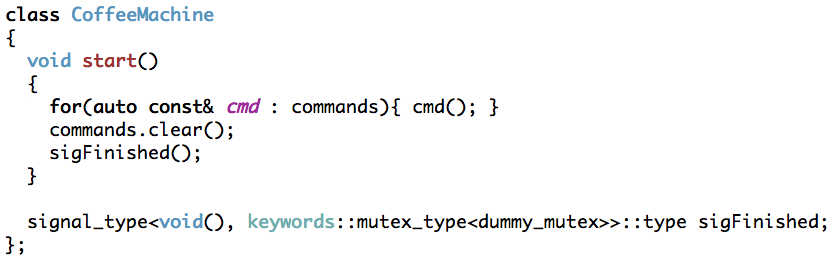 class CoffeeMachine
{
  void start()
  {
    for(auto const& cmd : commands){ cmd(); }
    commands.clear();
    sigFinished();
  }

  signal_type<void(), keywords::mutex_type<dummy_mutex>>::type sigFinished;
};